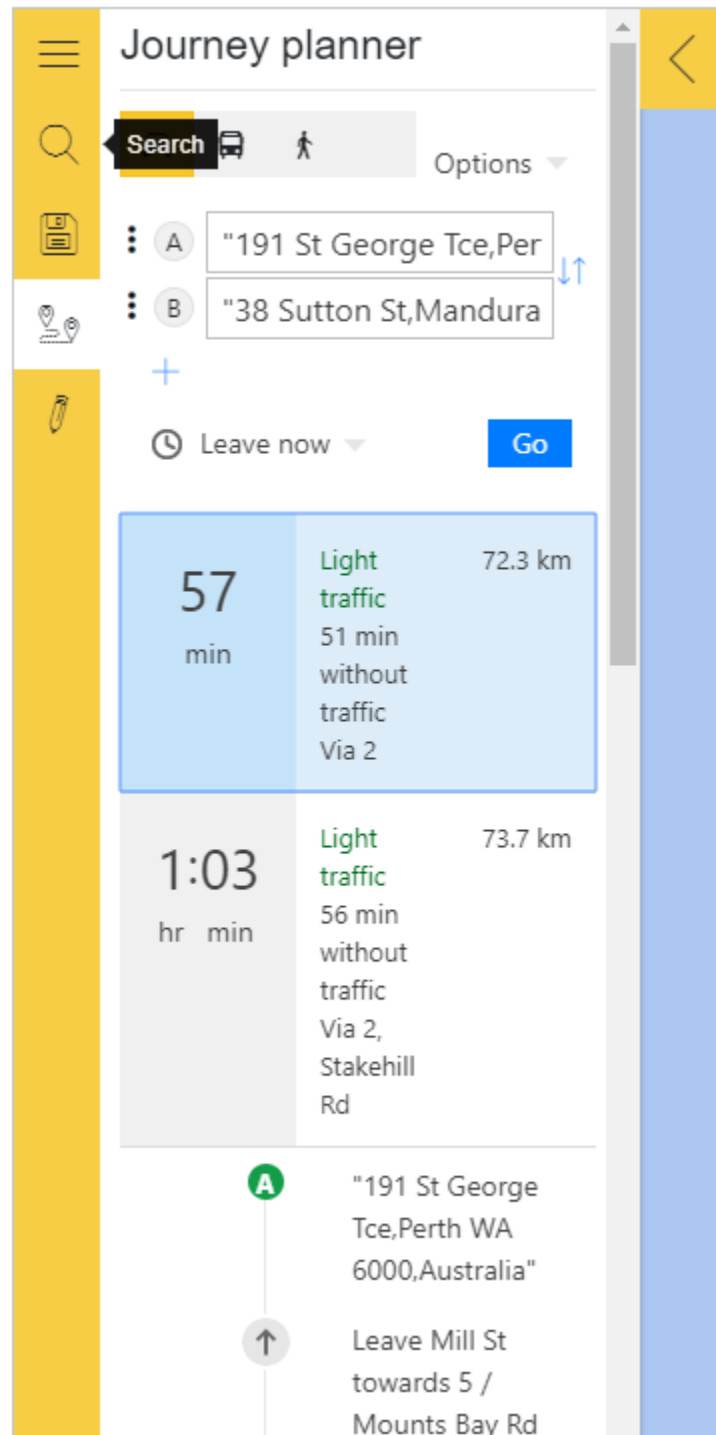 Journey planner
Search
Options
A
"191 St George Tce,Per
B
"38 Sutton St,Mandura
Leave now
Go
57
min
Light
traffic
51 min
without
traffic
Via 2
72.3 km
1:03
hr min
Light
traffic
56 min
without
traffic
Via 2,
Stakehill
Rd
73.7 km
A
"191 St George
Tce,Perth WA
6000,Australia"
Leave Mill St
towards 5 /
Mounts Bay Rd